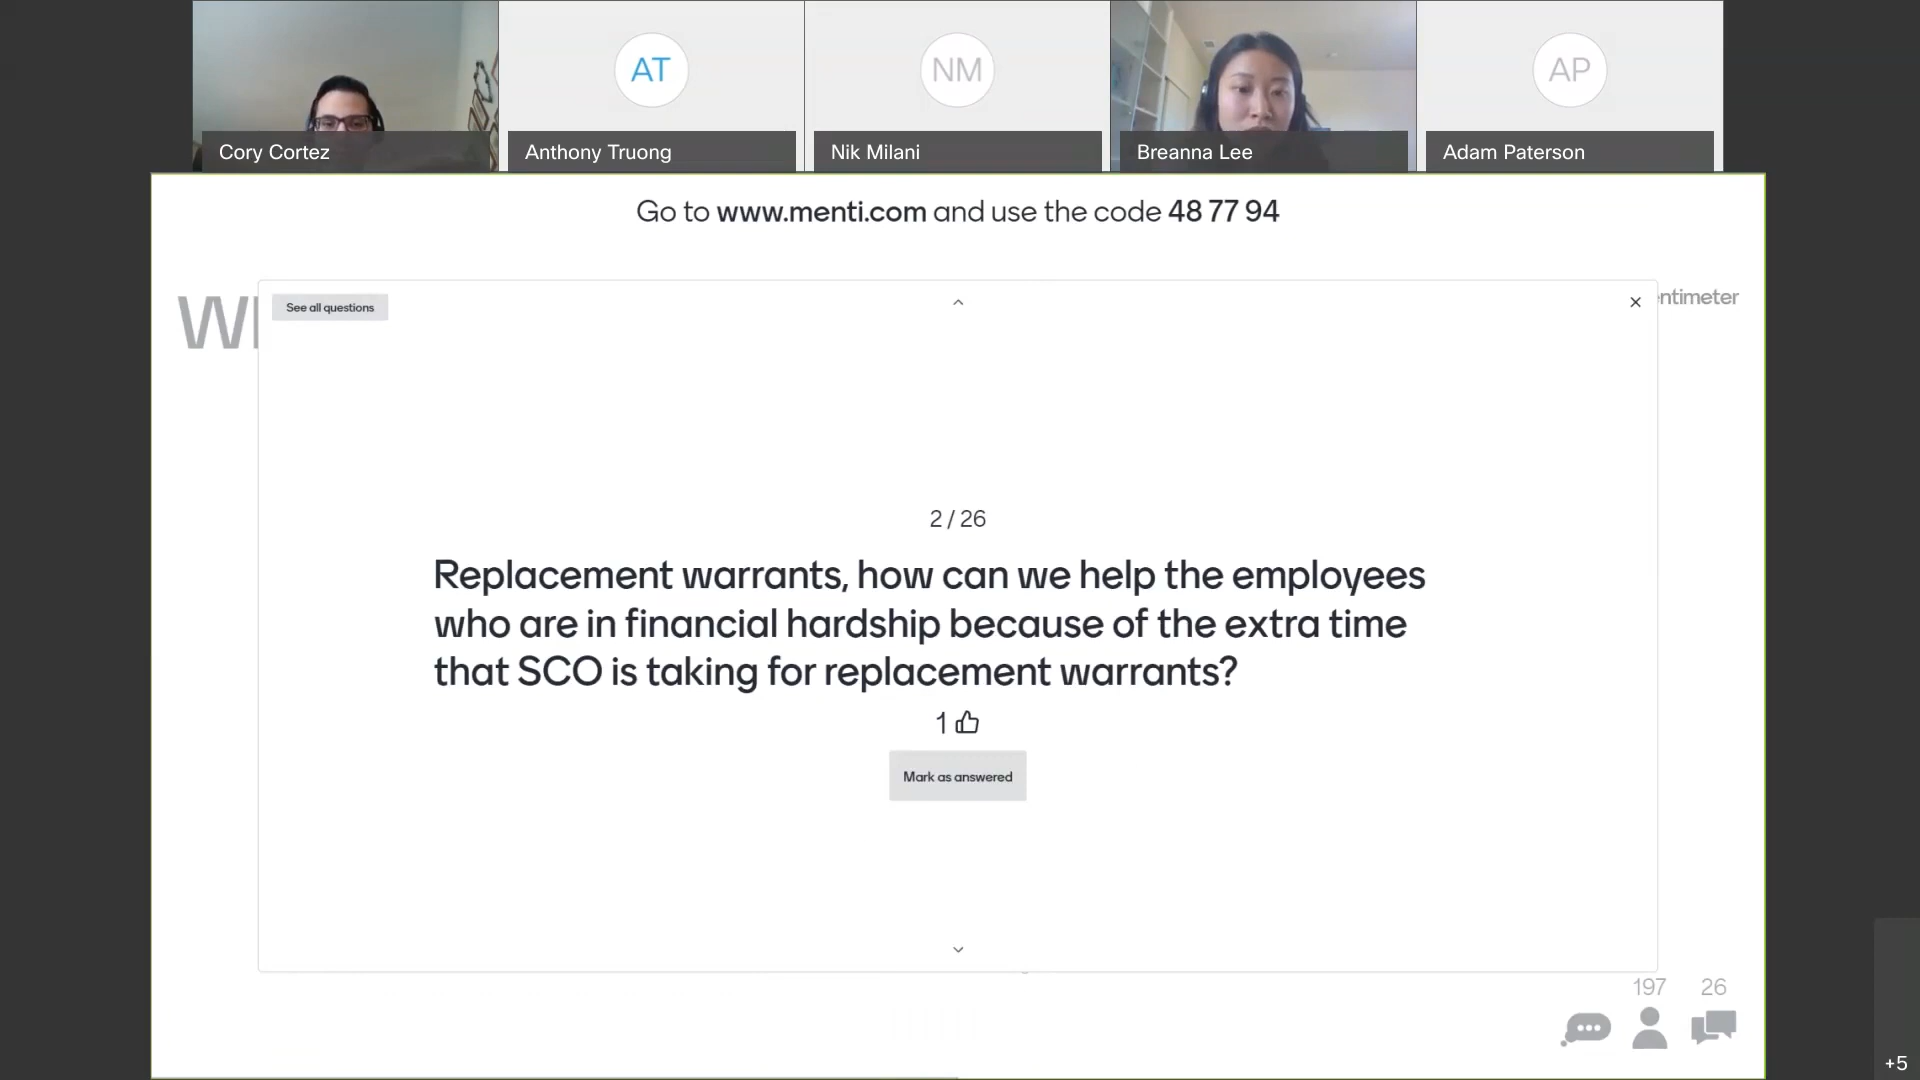 Cory Cortez
AT
Anthony Truong
NM
Nik Milani
Breanna Lee
AP
Adam Paterson
Go to www.menti.com and use the code 48 77 94
See all questions
ntimeter
2 / 26
Replacement warrants, how can we help the employees
who are in financial hardship because of the extra time
that SCO is taking for replacement warrants?
1
Mark as answered
197 26
+5